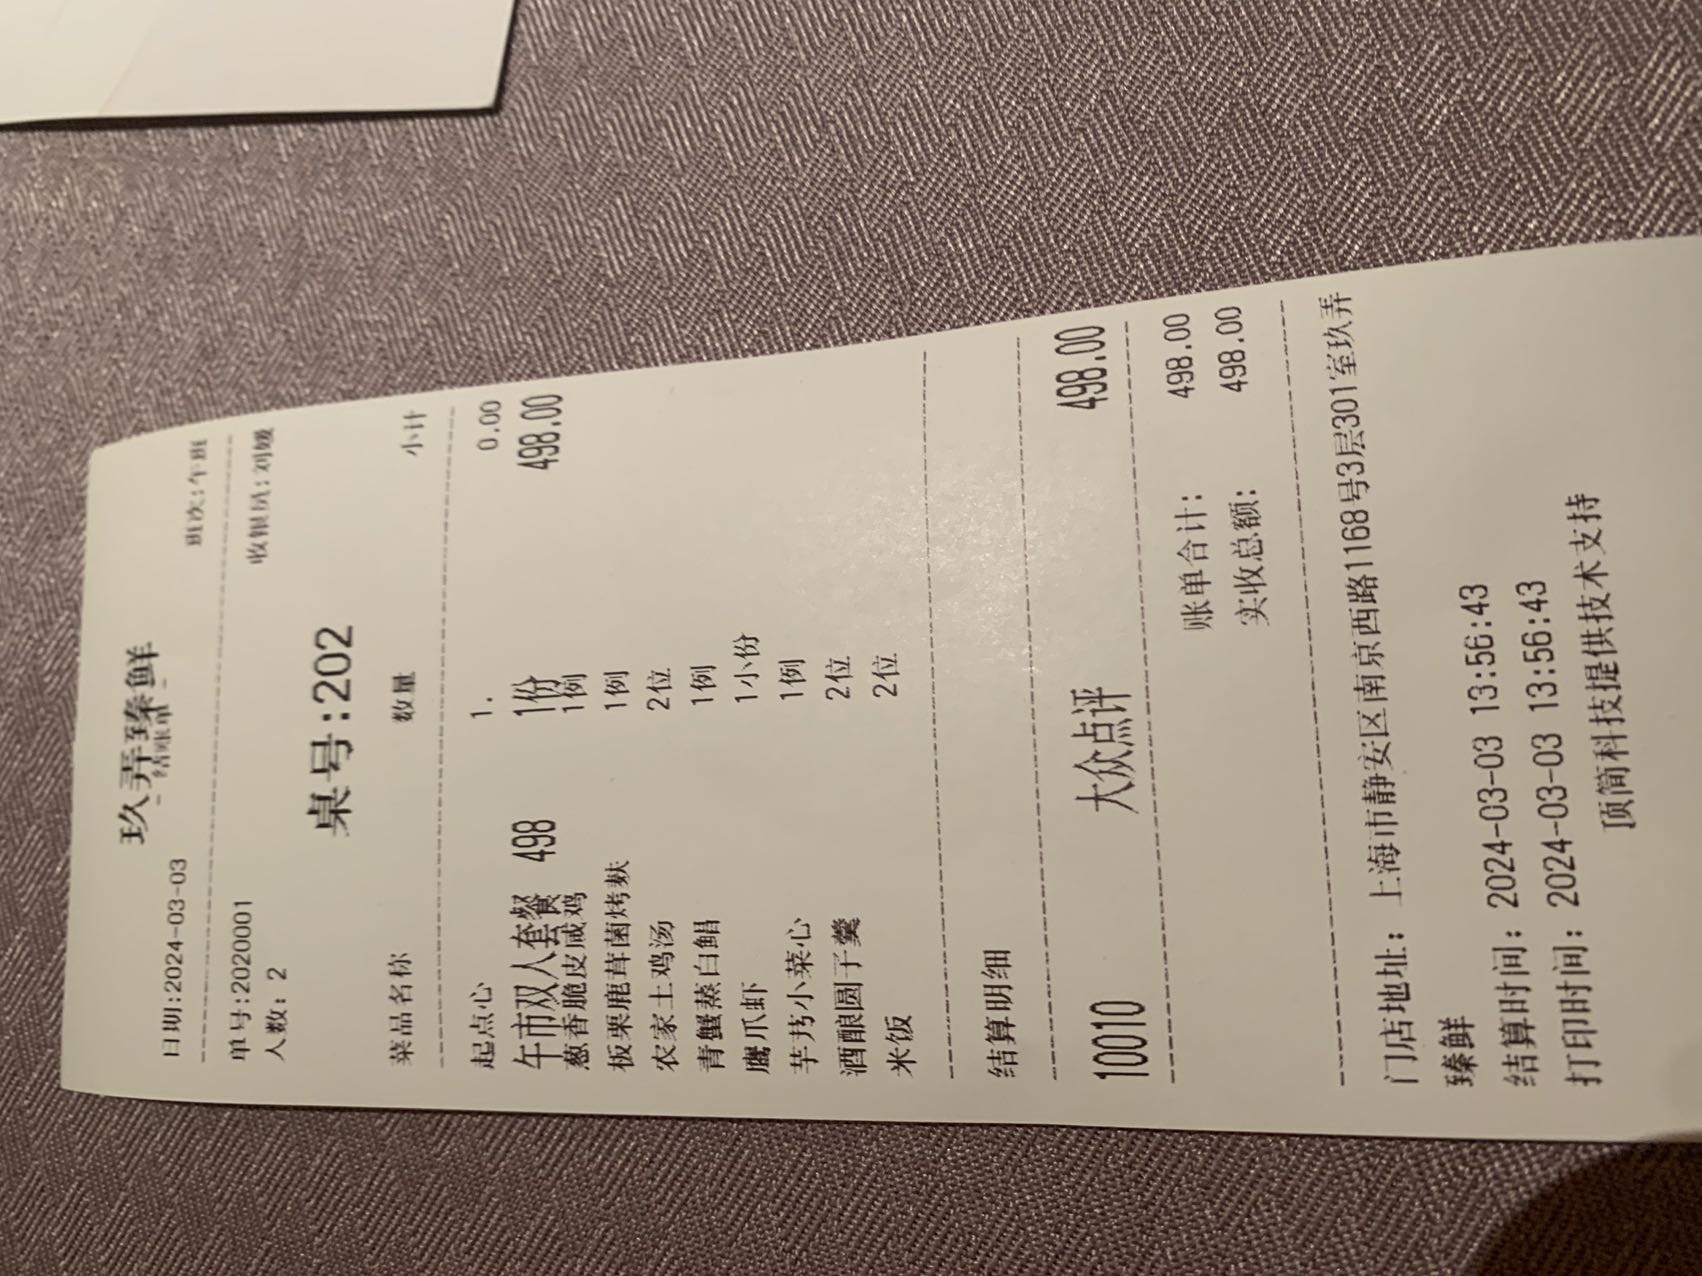 玖弄臻鲜
结账单
日期:2024-03-03 班次:午班
单号:2020001 收银员:刘媛
人数: 2
桌号:202
菜品名称 数量 小计
起点心 1. 0.00
午市双人套餐 498 1份 498.00
葱香脆皮咸鸡 1例
板栗鹿茸菌烤麸 1例
农家土鸡汤 2位
青蟹蒸白鲳 1例
鹰爪虾 1小份
芋艿小菜心 1例
酒酿圆子羹 2位
米饭 2位
结算明细
10010 大众点评 498.00
账单合计: 498.00
实收总额: 498.00
门店地址: 上海市静安区南京西路1168号3层301室玖弄
臻鲜
结算时间: 2024-03-03 13:56:43
打印时间: 2024-03-03 13:56:43
顶简科技提供技术支持